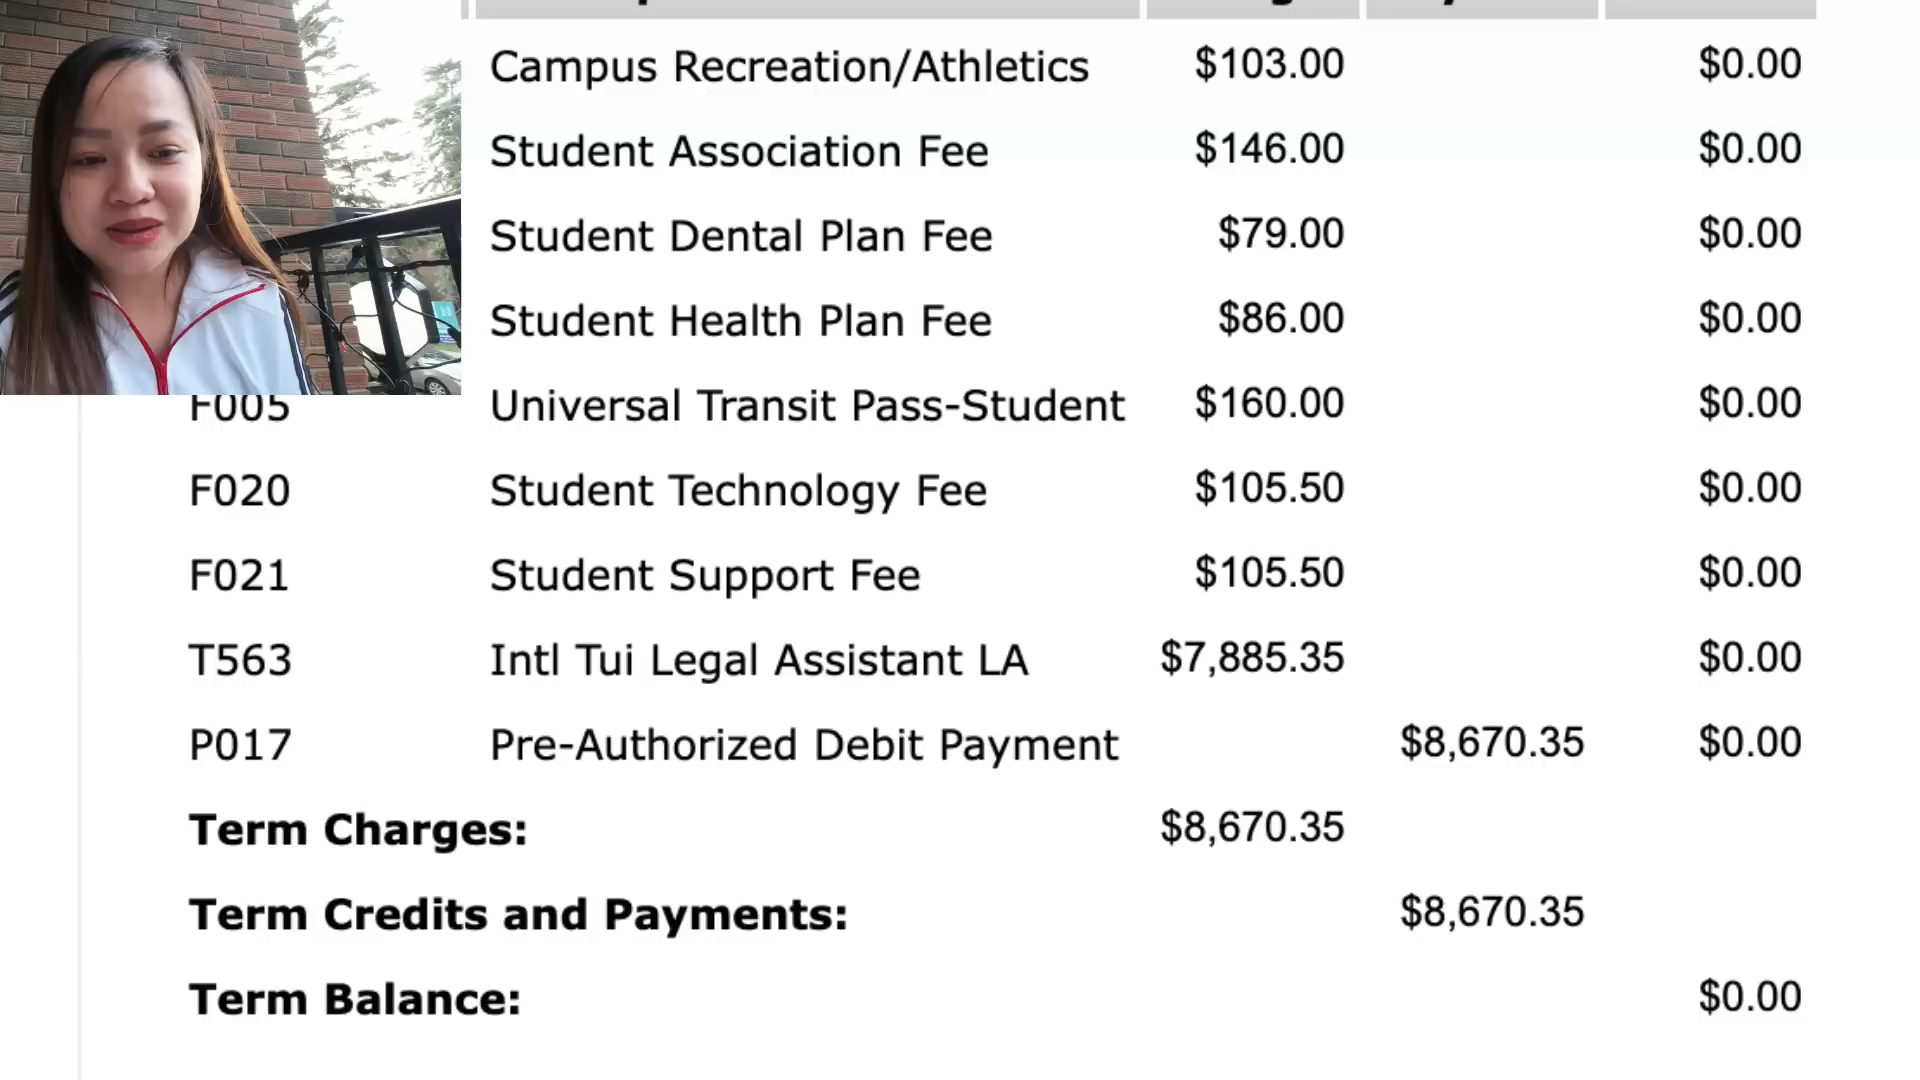 Campus Recreation/Athletics $103.00 $0.00
Student Association Fee $146.00 $0.00
Student Dental Plan Fee $79.00 $0.00
Student Health Plan Fee $86.00 $0.00
F005 Universal Transit Pass-Student $160.00 $0.00
F020 Student Technology Fee $105.50 $0.00
F021 Student Support Fee $105.50 $0.00
T563 Intl Tui Legal Assistant LA $7,885.35 $0.00
P017 Pre-Authorized Debit Payment $8,670.35 $0.00
Term Charges: $8,670.35
Term Credits and Payments: $8,670.35
Term Balance: $0.00